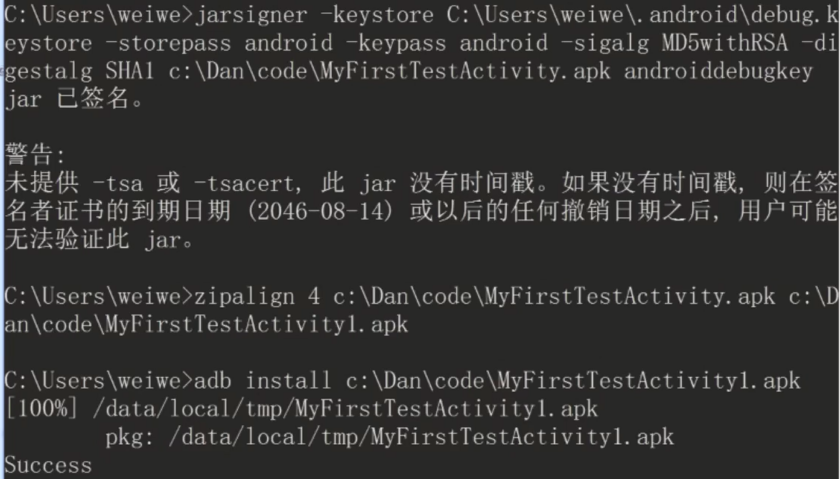 C:\Users\weiwe>jarsigner -keystore C:\Users\weiwe\.android\debug.k
eystore -storepass android -keypass android -sigalg MD5withRSA -di
gestalg SHA1 c:\Dan\code\MyFirstTestActivity.apk androiddebugkey
jar 已签名。
警告:
未提供 -tsa 或 -tsacert, 此 jar 没有时间戳。如果没有时间戳, 则在签
名者证书的到期日期 (2046-08-14) 或以后的任何撤销日期之后, 用户可能
无法验证此 jar。
C:\Users\weiwe>zipalign 4 c:\Dan\code\MyFirstTestActivity.apk c:\D
an\code\MyFirstTestActivity1.apk
C:\Users\weiwe>adb install c:\Dan\code\MyFirstTestActivity1.apk
[100%] /data/local/tmp/MyFirstTestActivity1.apk
pkg: /data/local/tmp/MyFirstTestActivity1.apk
Success